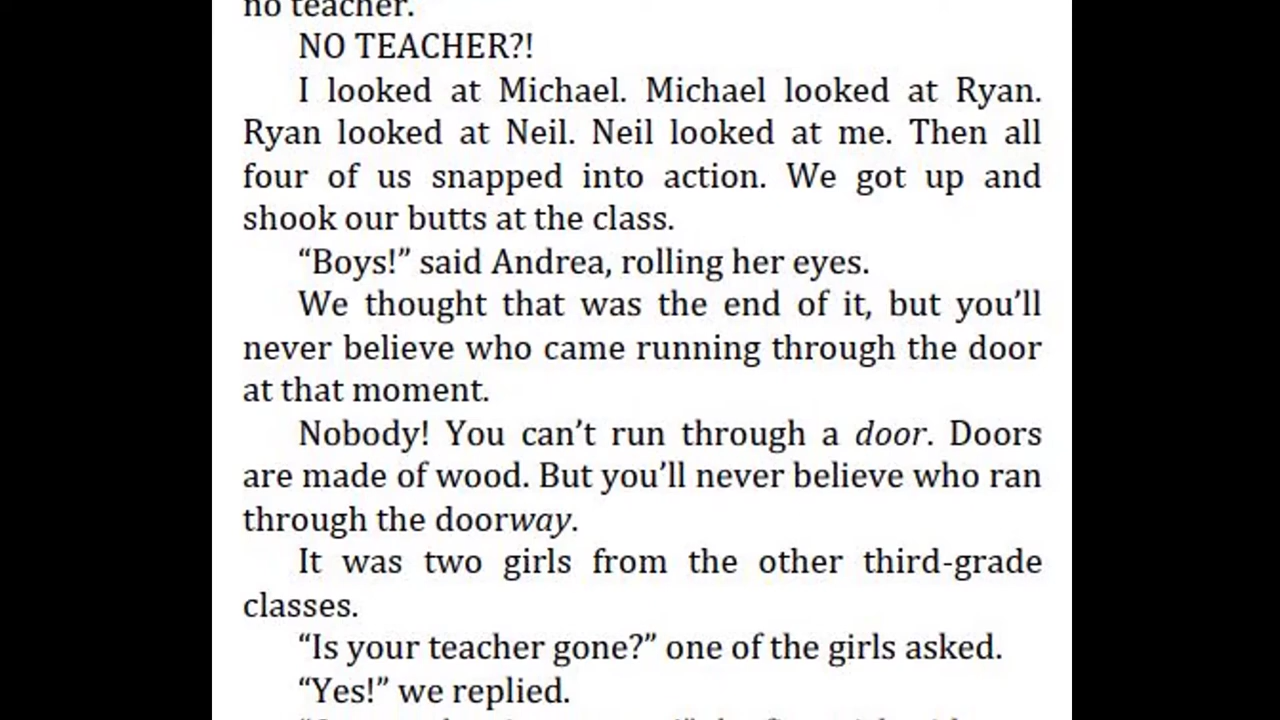 no teacher.
NO TEACHER?!
I looked at Michael. Michael looked at Ryan.
Ryan looked at Neil. Neil looked at me. Then all
four of us snapped into action. We got up and
shook our butts at the class.
“Boys!” said Andrea, rolling her eyes.
We thought that was the end of it, but you’ll
never believe who came running through the door
at that moment.
Nobody! You can’t run through a door. Doors
are made of wood. But you’ll never believe who ran
through the doorway.
It was two girls from the other third-grade
classes.
“Is your teacher gone?” one of the girls asked.
“Yes!” we replied.